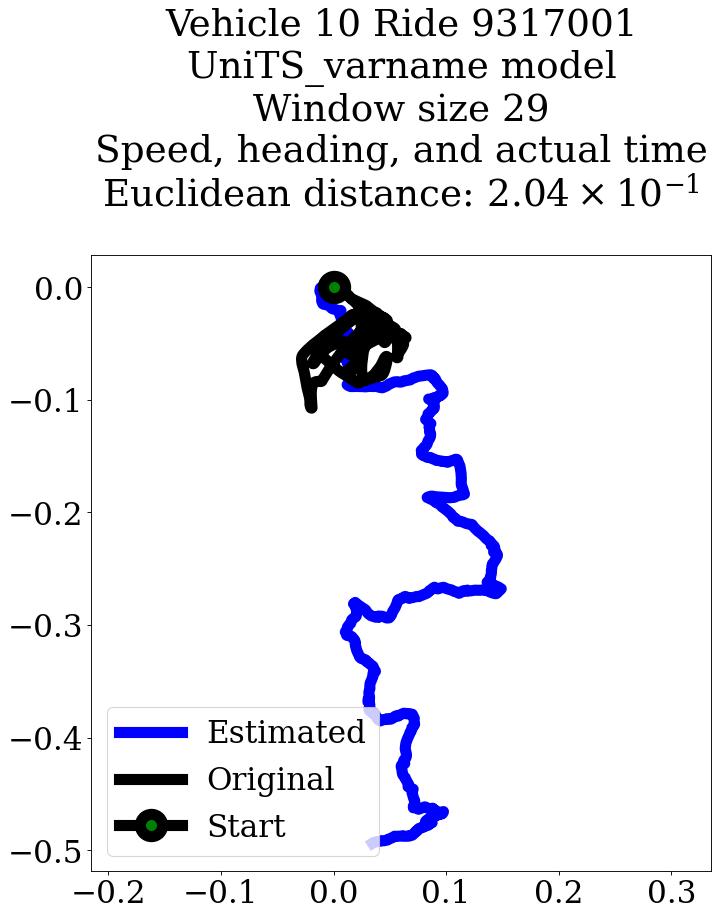 Vehicle 10 Ride 9317001
UniTS_varname model
Window size 29
Speed, heading, and actual time
Euclidean distance: 2.04 × 10⁻¹
0.0
−0.1
−0.2
−0.3
−0.4
−0.5
Estimated
Original
Start
−0.2 −0.1 0.0 0.1 0.2 0.3